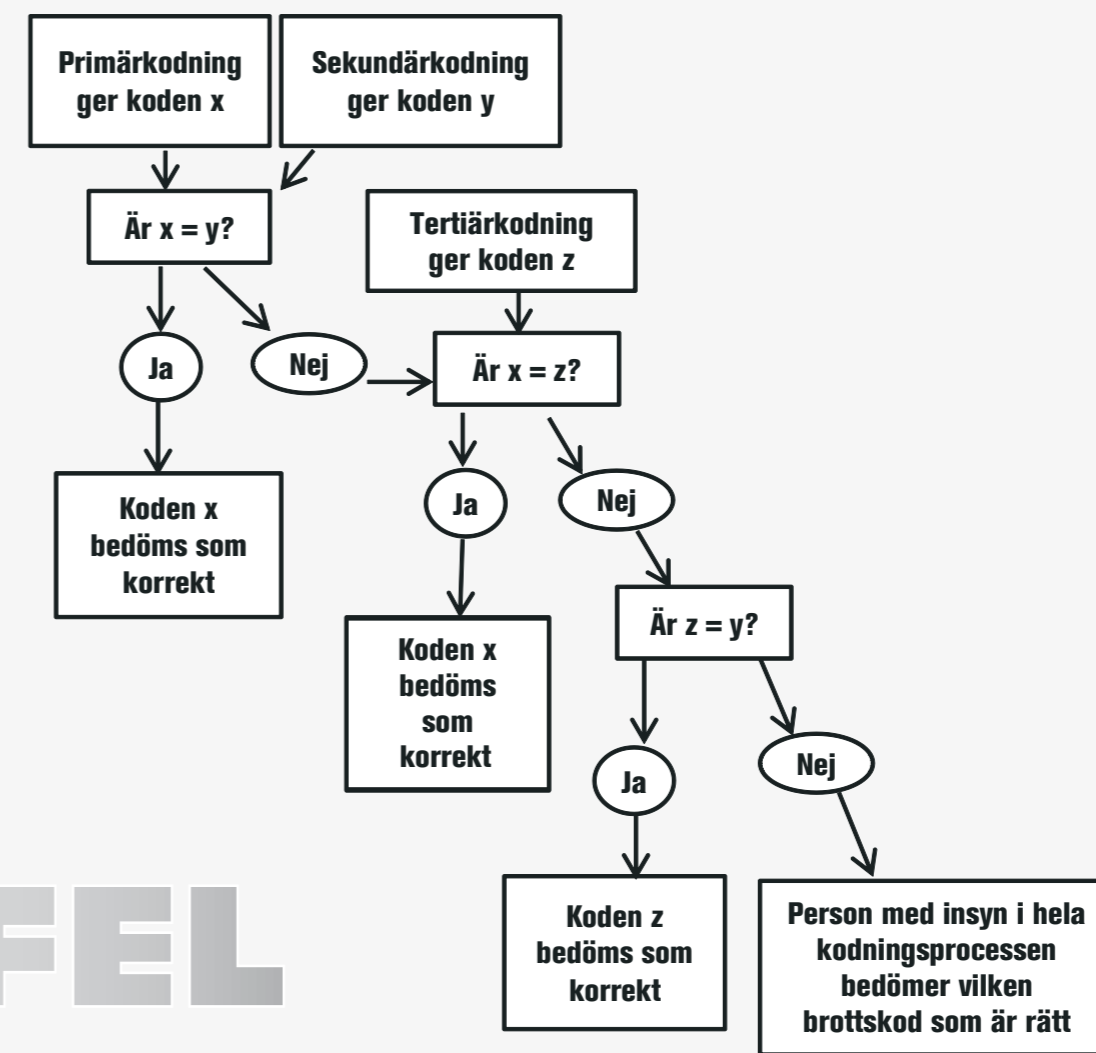 Primärkodning
ger koden x
Sekundärkodning
ger koden y
Är x = y?
Tertiärkodning
ger koden z
Ja
Nej
Är x = z?
Koden x
bedöms som
korrekt
Ja
Nej
Koden x
bedöms
som
korrekt
Är z = y?
Ja
Nej
Koden z
bedöms som
korrekt
Person med insyn i hela
kodningsprocessen
bedömer vilken
brottskod som är rätt
FEL